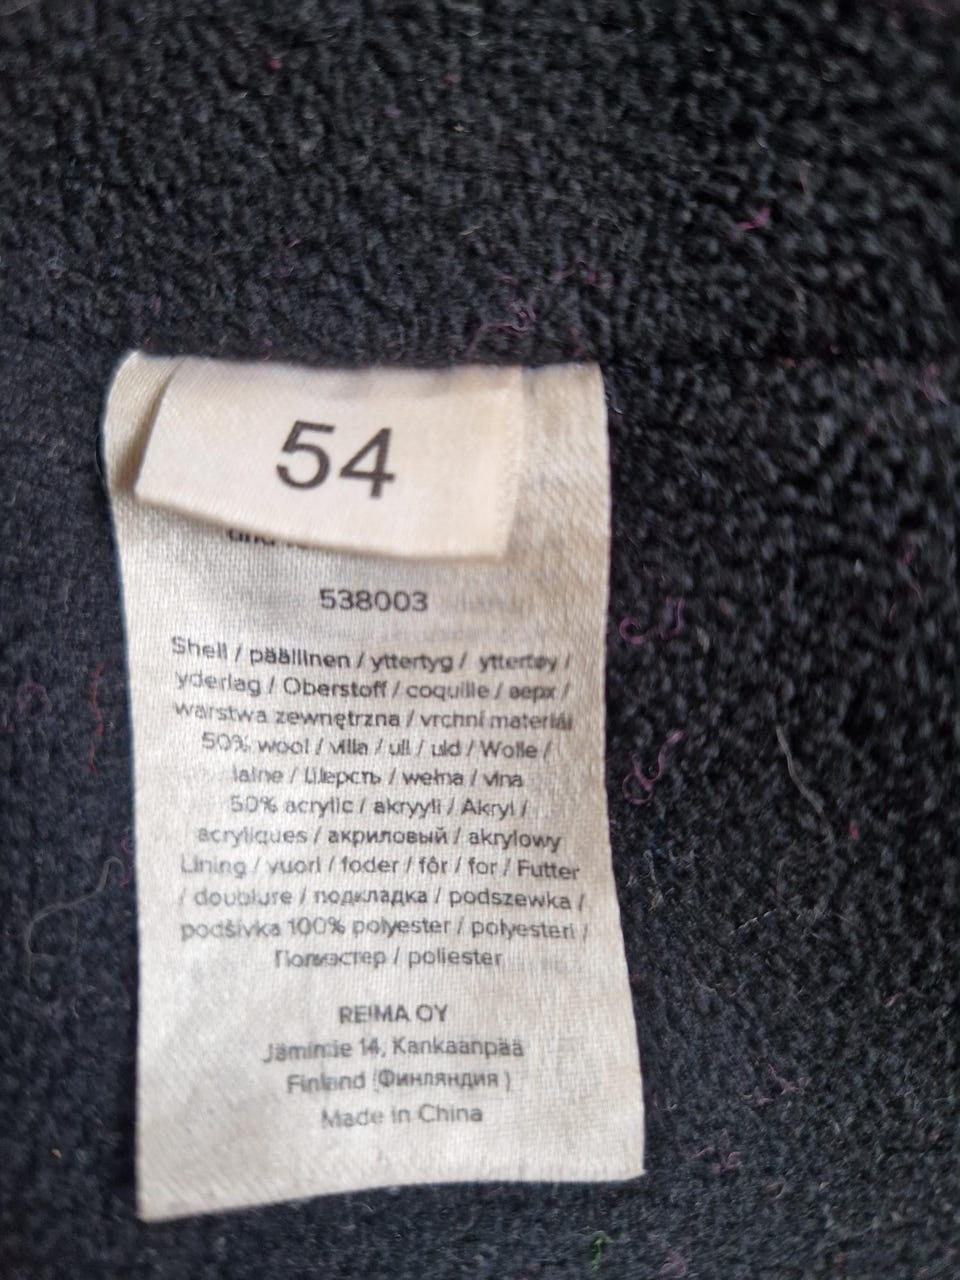 54
538003
Shell / päällinen / yttertyg / yttertøy /
yderlag / Oberstoff / coquille / верх /
warstwa zewnętrzna / vrchní materiál
50% wool / villa / ull / uld / Wolle /
laine / Шерсть / wełna / vlna
50% acrylic / akryyli / Akryl /
acryliques / акриловый / akrylowy
Lining / vuori / foder / fôr / for / Futter
/ doublure / подкладка / podszewka /
podšívka 100% polyester / polyesteri /
Полиэстер / poliester
REIMA OY
14, Kankaanpää
Finland (Финляндия )
Made in China